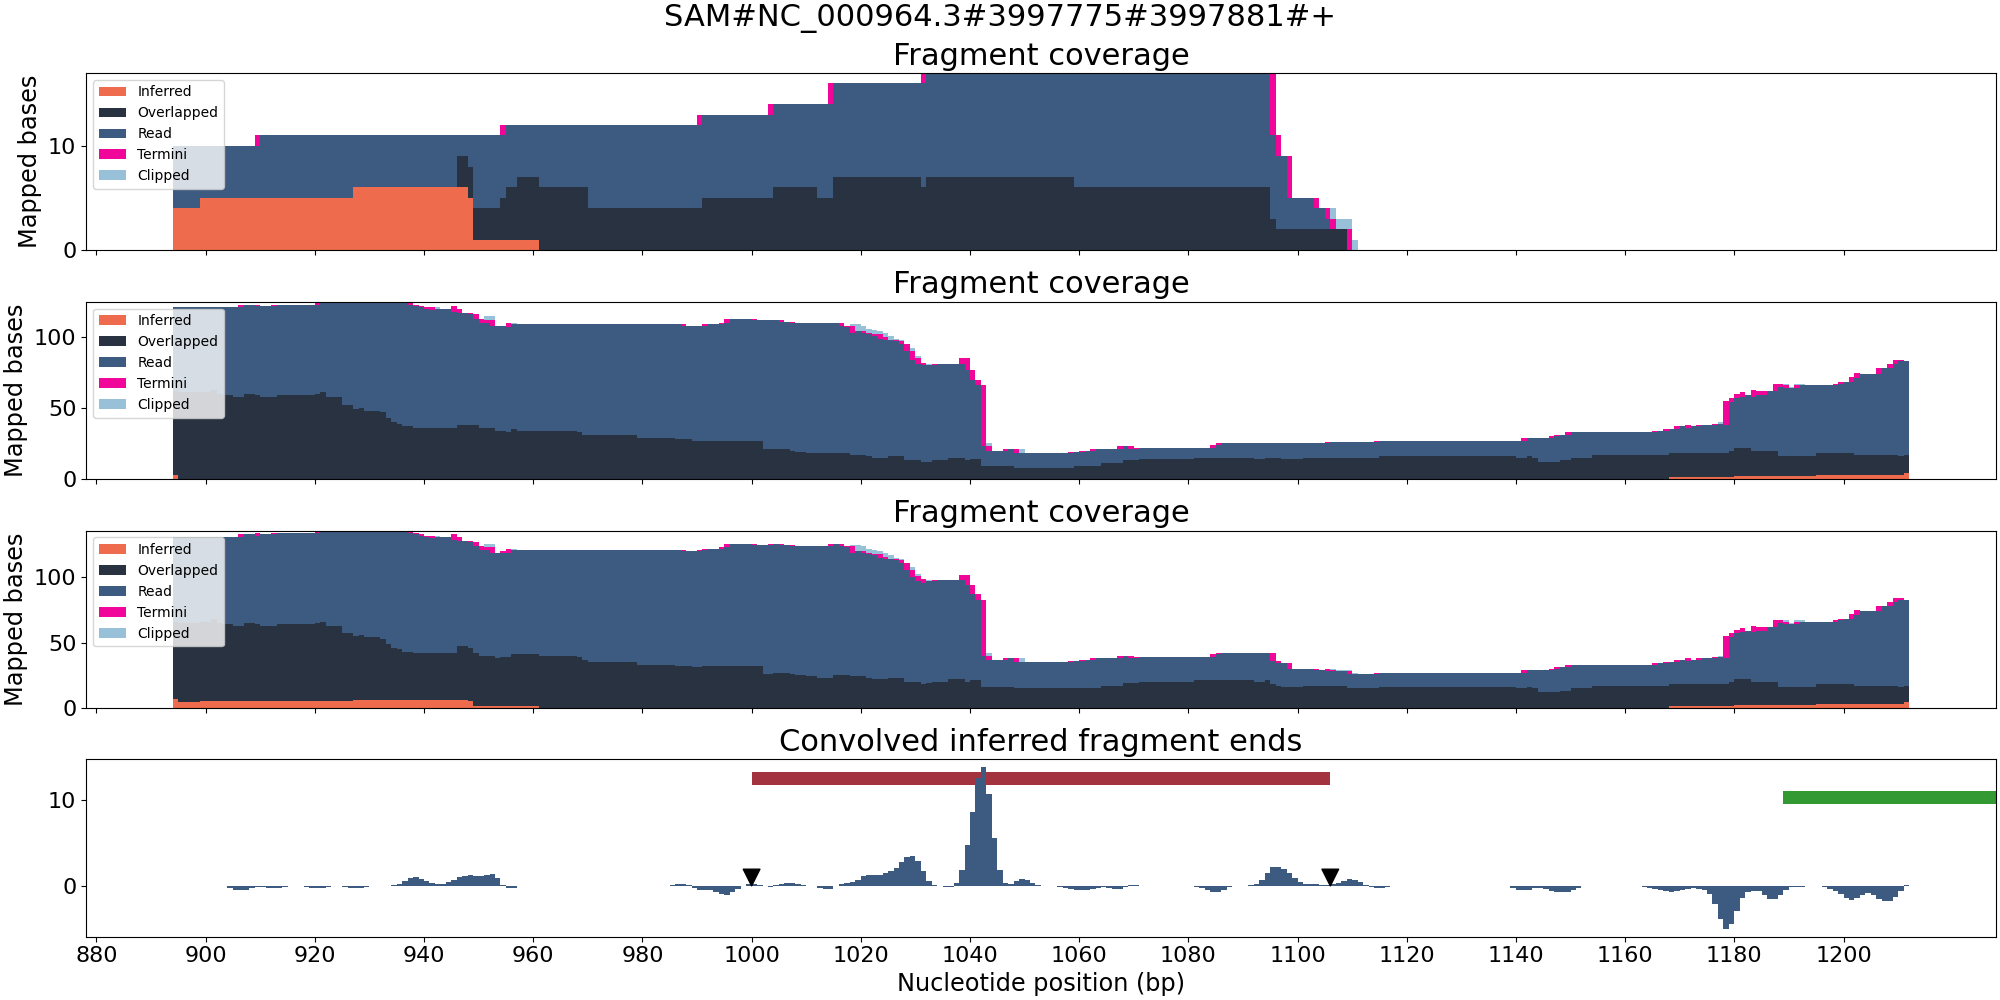 SAM#NC_000964.3#3997775#3997881#+
Fragment coverage
Mapped bases
10
0
Inferred
Overlapped
Read
Termini
Clipped
Fragment coverage
Mapped bases
100
50
0
Inferred
Overlapped
Read
Termini
Clipped
Fragment coverage
Mapped bases
100
50
0
Inferred
Overlapped
Read
Termini
Clipped
Convolved inferred fragment ends
10
0
880 900 920 940 960 980 1000 1020 1040 1060 1080 1100 1120 1140 1160 1180 1200
Nucleotide position (bp)